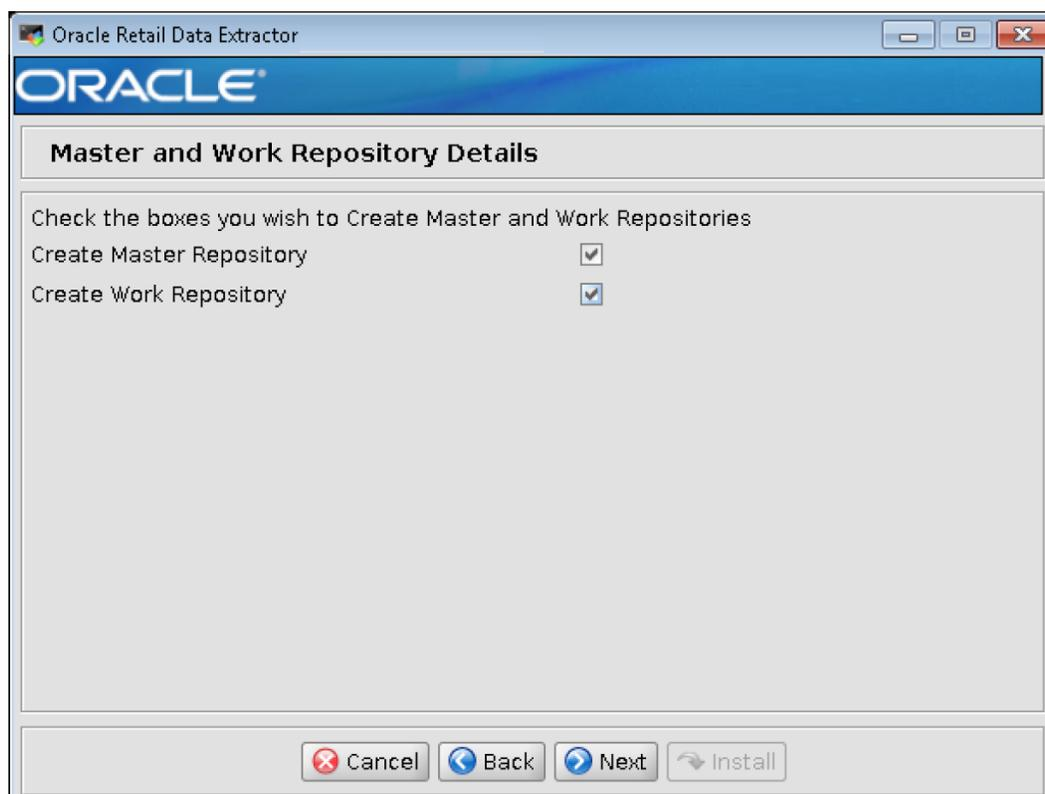 Oracle Retail Data Extractor
ORACLE®
Master and Work Repository Details
Check the boxes you wish to Create Master and Work Repositories
Create Master Repository
Create Work Repository
Cancel Back Next Install